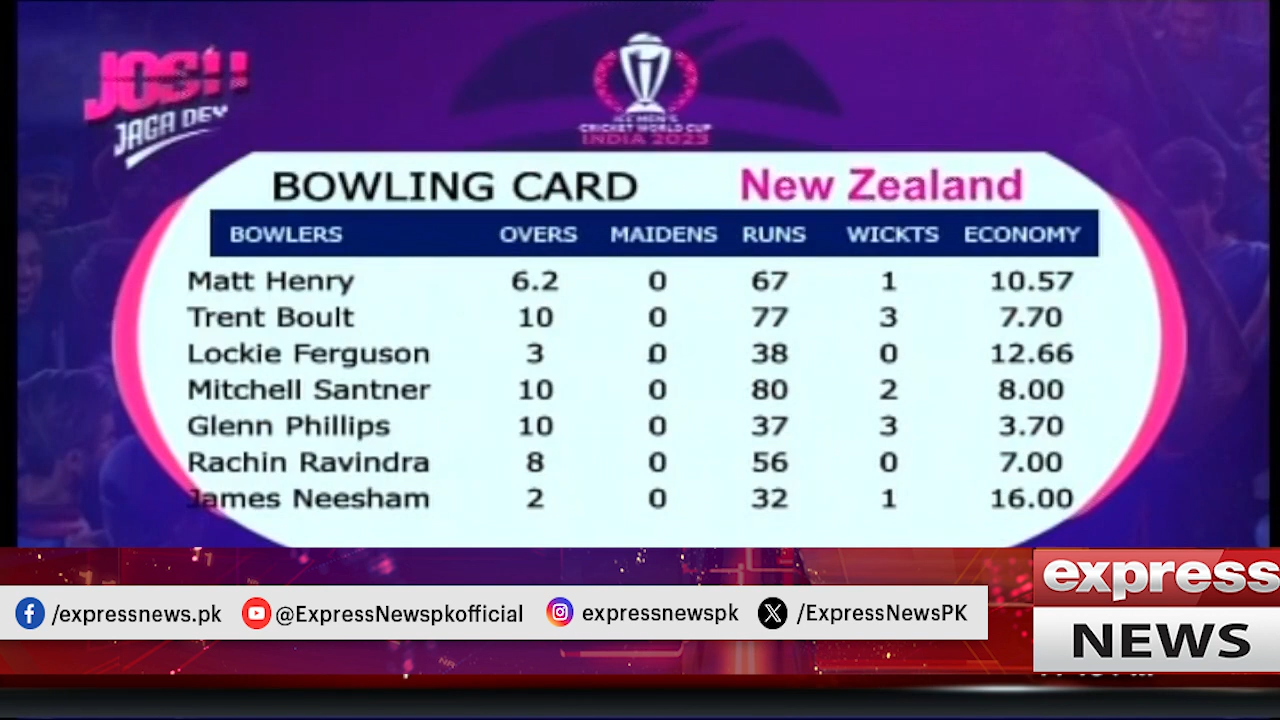 JOSH
JAGA DEY
ICC MEN'S
CRICKET WORLD CUP
INDIA 2023
BOWLING CARD New Zealand
BOWLERS OVERS MAIDENS RUNS WICKTS ECONOMY
Matt Henry 6.2 0 67 1 10.57
Trent Boult 10 0 77 3 7.70
Lockie Ferguson 3 0 38 0 12.66
Mitchell Santner 10 0 80 2 8.00
Glenn Phillips 10 0 37 3 3.70
Rachin Ravindra 8 0 56 0 7.00
James Neesham 2 0 32 1 16.00
/expressnews.pk @ExpressNewspkofficial expressnewspk /ExpressNewsPK
express
NEWS